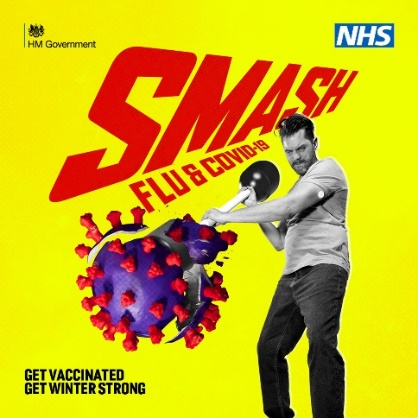 HM Government
NHS
SMASH
FLU & COVID-19
GET VACCINATED
GET WINTER STRONG